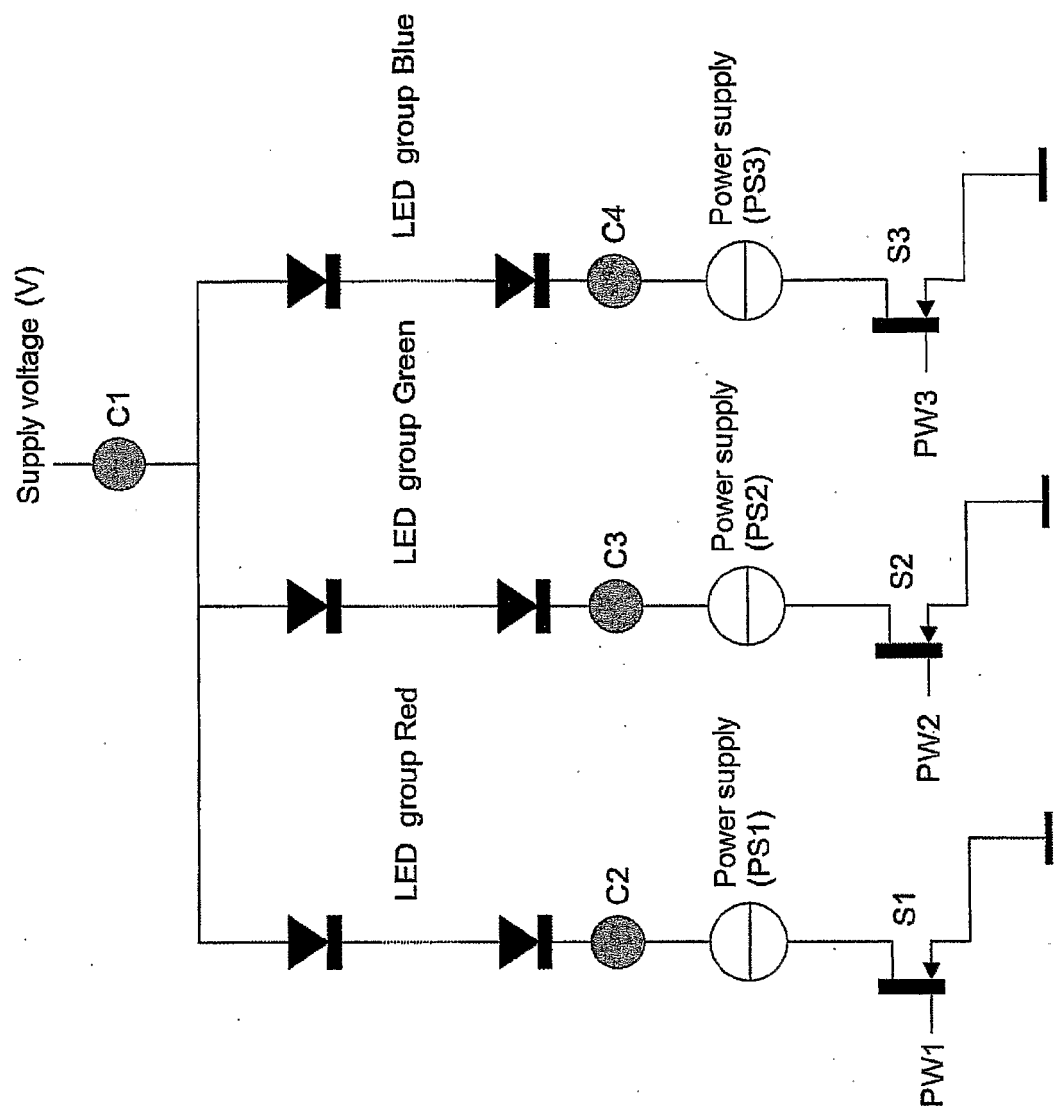 Supply voltage (V)
C1
LED group Red
LED group Green
LED group Blue
C2
C3
C4
Power supply
(PS1)
Power supply
(PS2)
Power supply
(PS3)
S1
S2
S3
PW1
PW2
PW3